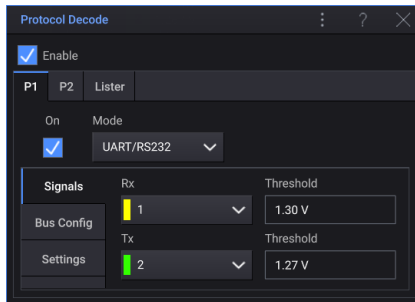 Protocol Decode
Enable
P1 P2 Lister
On Mode
UART/RS232
Signals Rx Threshold
1 1.30 V
Bus Config
Tx Threshold
Settings 2 1.27 V